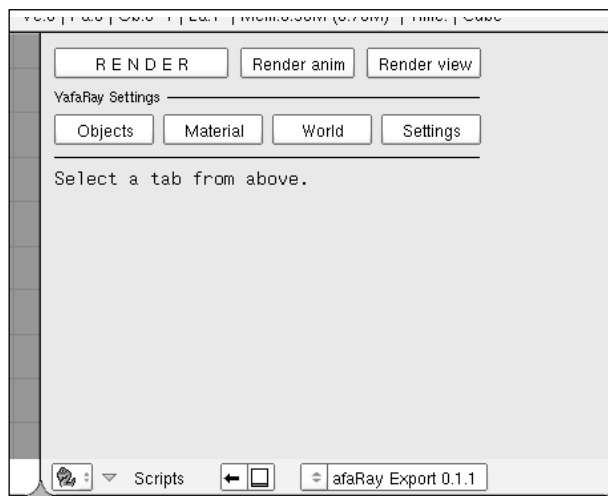 RENDER Render anim Render view
YafaRay Settings
Objects Material World Settings
Select a tab from above.
Scripts afaRay Export 0.1.1